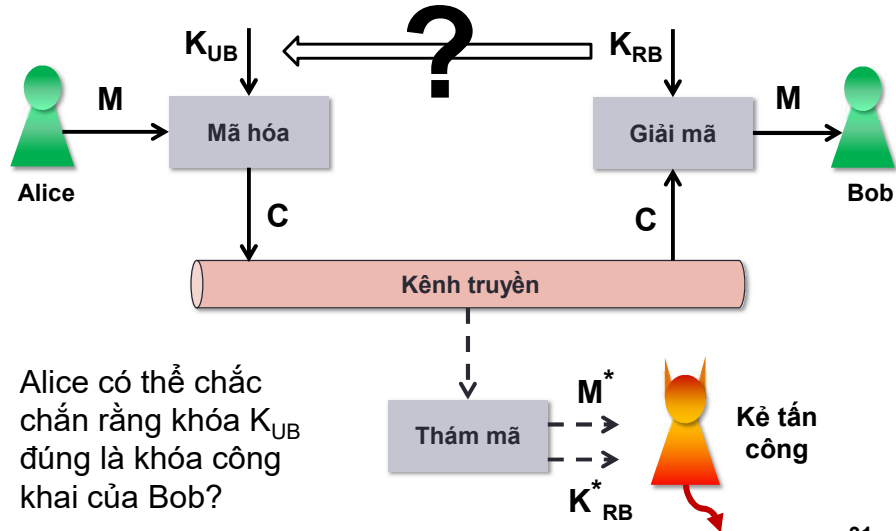 ?
K_UB
K_RB
M
Mã hóa
Giải mã
M
Alice
Bob
C
C
Kênh truyền
Alice có thể chắc
chắn rằng khóa K_UB
đúng là khóa công
khai của Bob?
Thám mã
M*
K*_RB
Kẻ tấn
công